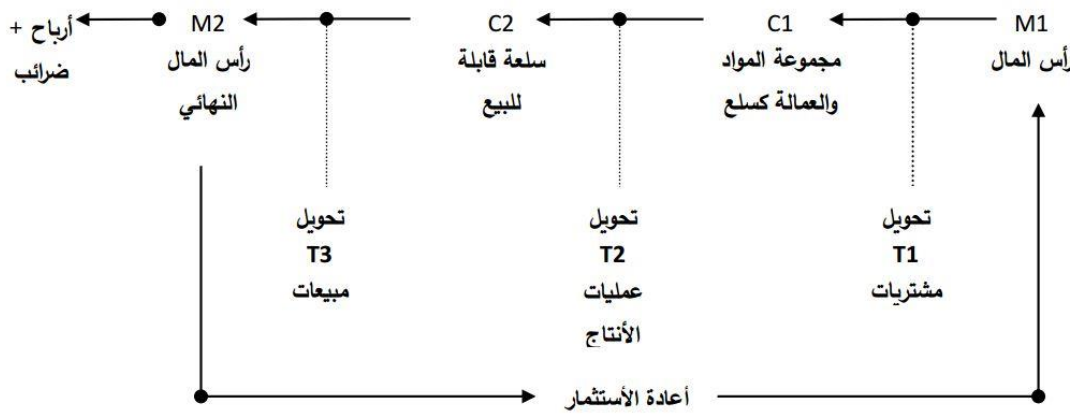 M1
رأس المال
C1
مجموعة المواد
والعمالة كسلع
C2
سلعة قابلة
للبيع
M2
رأس المال
النهائي
أرباح +
ضرائب
تحويل
T1
مشتريات
تحويل
T2
عمليات
الأنتاج
تحويل
T3
مبيعات
أعادة الأستثمار